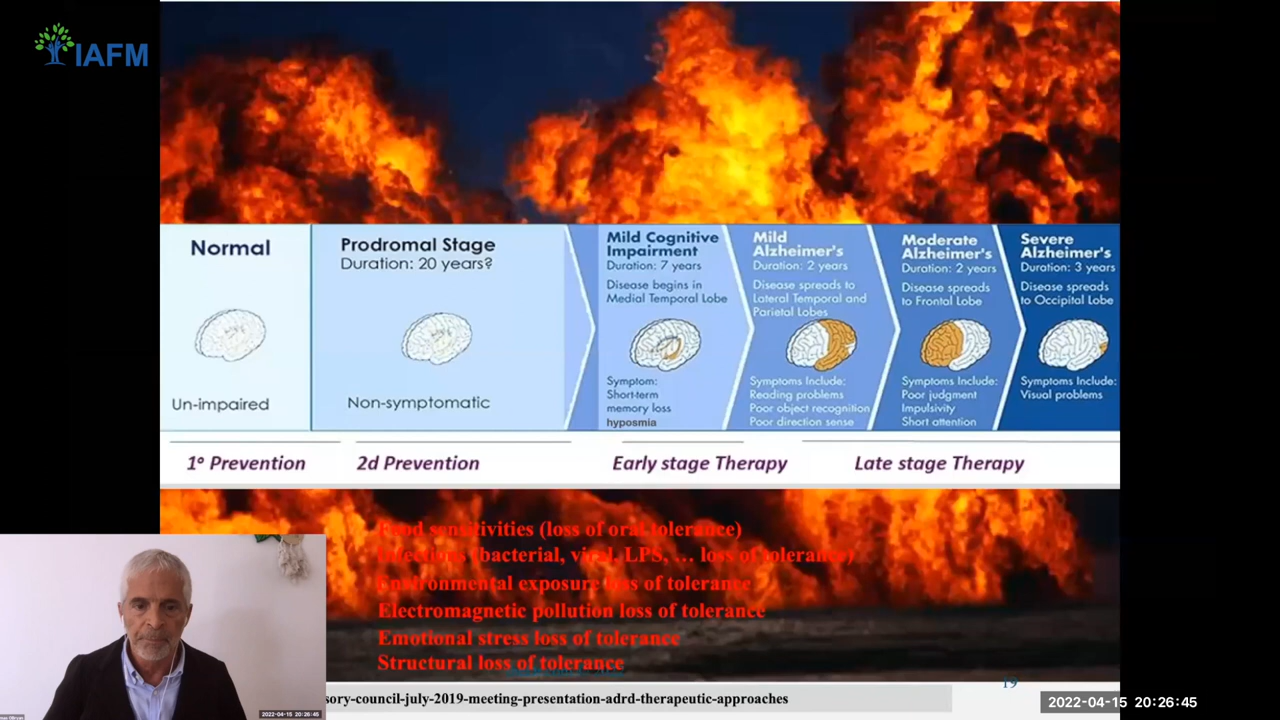 IAFM
Normal
Un-impaired
Prodromal Stage
Duration: 20 years?
Non-symptomatic
Mild Cognitive
Impairment
Duration: 7 years
Disease begins in
Medial Temporal Lobe
Symptom:
Short-term
memory loss
hyposmia
Mild
Alzheimer's
Duration: 2 years
Disease spreads to
Lateral Temporal and
Parietal Lobes
Symptoms Include:
Reading problems
Poor object recognition
Poor direction sense
Moderate
Alzheimer's
Duration: 2 years
Disease spreads
to Frontal Lobe
Symptoms Include:
Poor judgment
Impulsivity
Short attention
Severe
Alzheimer's
Duration: 3 years
Disease spreads
to Occipital Lobe
Symptoms Include:
Visual problems
1º Prevention
2d Prevention
Early stage Therapy
Late stage Therapy
Food sensitivities (loss of oral tolerance)
Infections (bacterial, viral, LPS, … loss of tolerance)
Environmental exposure loss of tolerance
Electromagnetic pollution loss of tolerance
Emotional stress loss of tolerance
Structural loss of tolerance
19
sory-council-july-2019-meeting-presentation-adrd-therapeutic-approaches
2022-04-15 20:26:45
2022-04-15 20:26:45